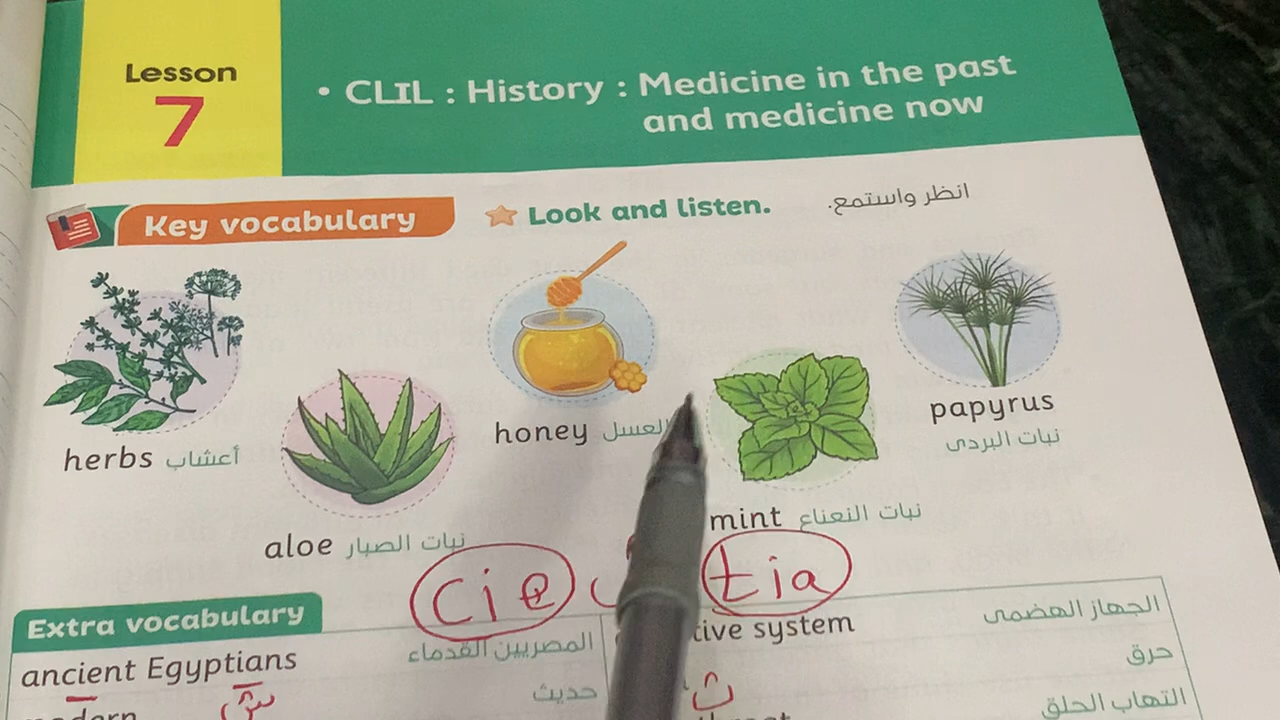 Lesson
7
• CLIL : History : Medicine in the past
and medicine now
Key vocabulary
Look and listen.
انظر واستمع.
herbs أعشاب
aloe نبات الصبار
honey العسل
mint نبات النعناع
papyrus
نبات البردى
cie
tia
Extra vocabulary
ancient Egyptians المصريين القدماء
tive system الجهاز الهضمى
ش
حديث
حرق
ث
التهاب الحلق